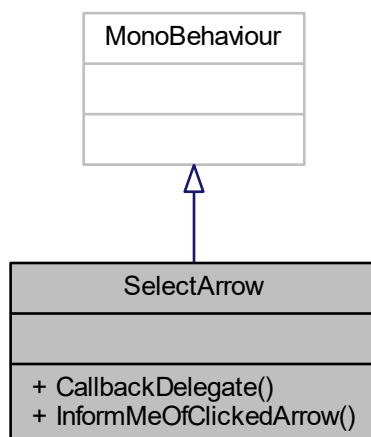 MonoBehaviour
SelectArrow
+ CallbackDelegate()
+ InformMeOfClickedArrow()